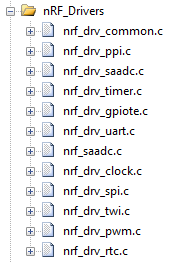 nRF_Drivers
nrf_drv_common.c
nrf_drv_ppi.c
nrf_drv_saadc.c
nrf_drv_timer.c
nrf_drv_gpiote.c
nrf_drv_uart.c
nrf_saadc.c
nrf_drv_clock.c
nrf_drv_spi.c
nrf_drv_twi.c
nrf_drv_pwm.c
nrf_drv_rtc.c